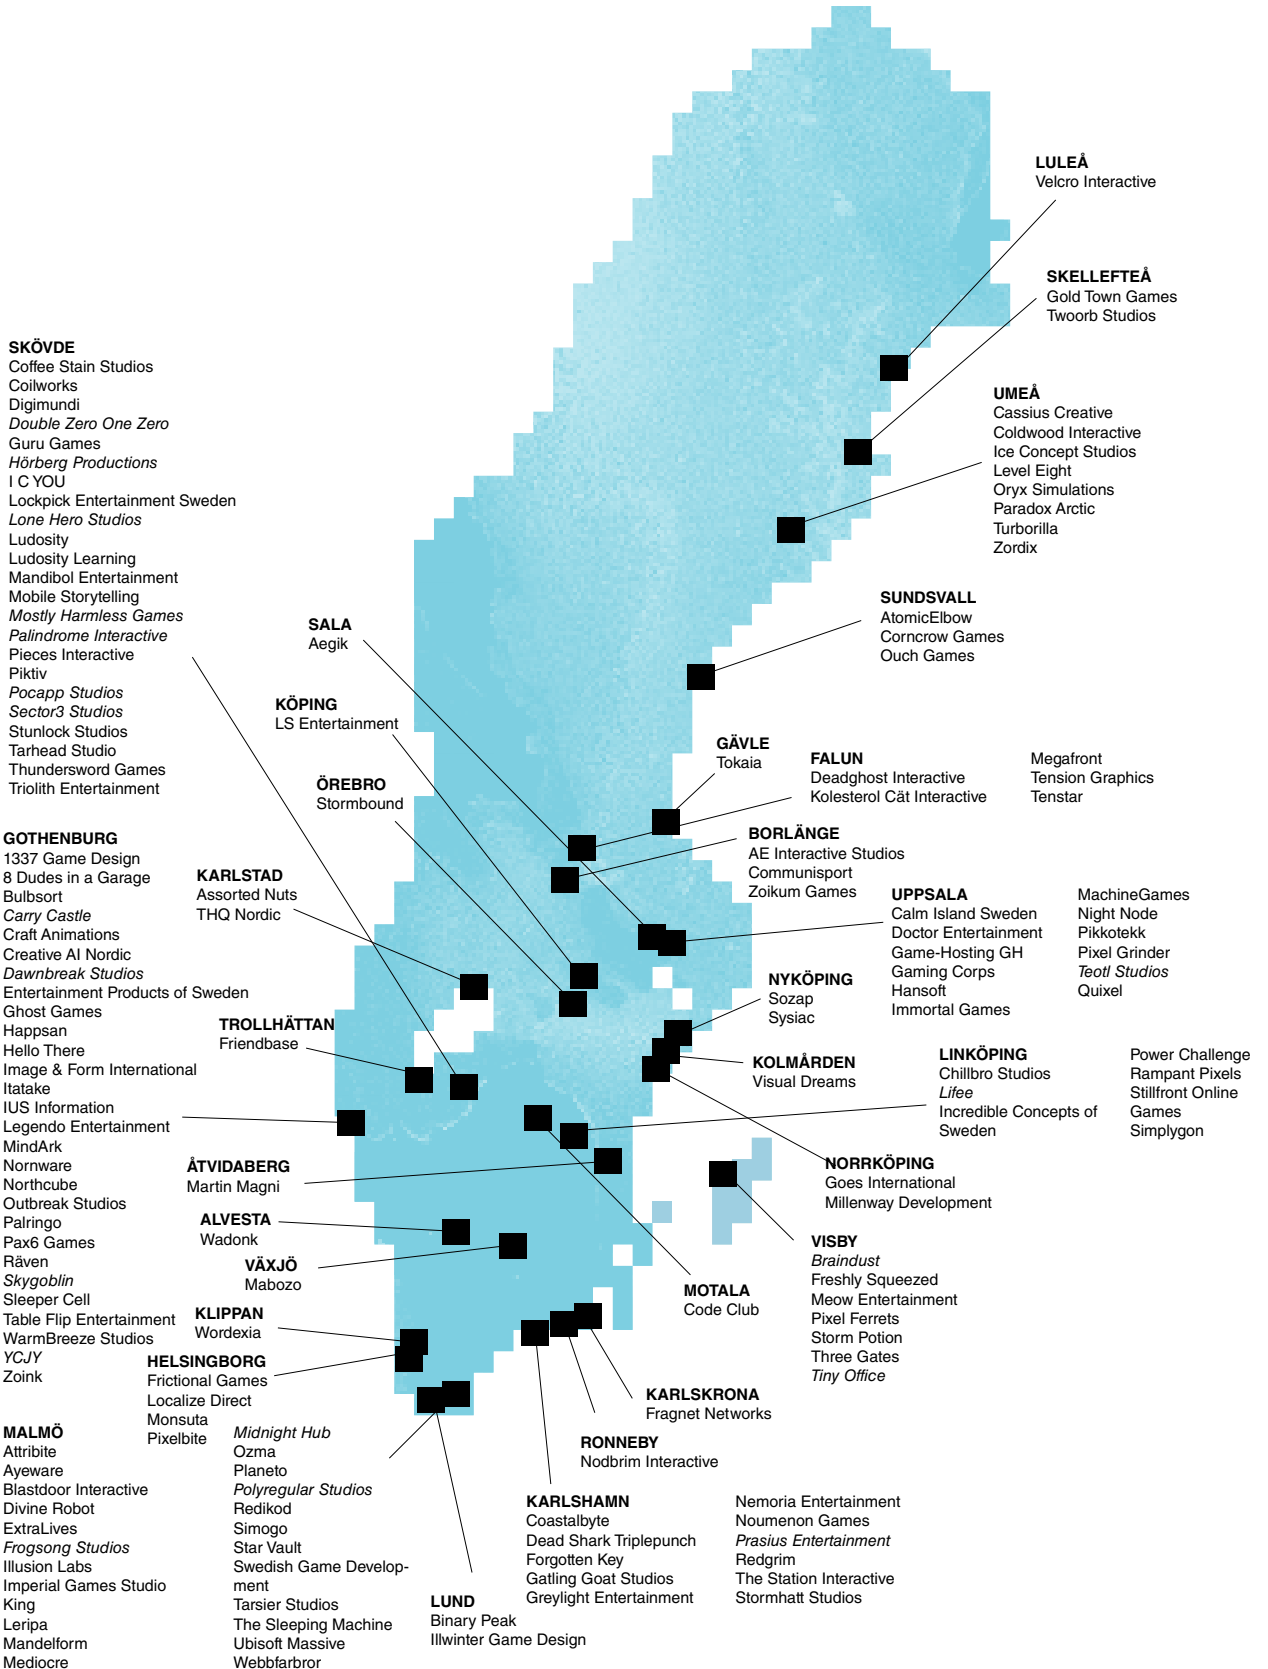 LULEÅ
Velcro Interactive
SKELLEFTEÅ
Gold Town Games
Twoorb Studios
UMEÅ
Cassius Creative
Coldwood Interactive
Ice Concept Studios
Level Eight
Oryx Simulations
Paradox Arctic
Turborilla
Zordix
SUNDSVALL
AtomicElbow
Corncrow Games
Ouch Games
SKÖVDE
Coffee Stain Studios
Coilworks
Digimundi
Double Zero One Zero
Guru Games
Hörberg Productions
I C YOU
Lockpick Entertainment Sweden
Lone Hero Studios
Ludosity
Ludosity Learning
Mandibol Entertainment
Mobile Storytelling
Mostly Harmless Games
Palindrome Interactive
Pieces Interactive
Piktiv
Pocapp Studios
Sector3 Studios
Stunlock Studios
Tarhead Studio
Thundersword Games
Triolith Entertainment
SALA
Aegik
KÖPING
LS Entertainment
ÖREBRO
Stormbound
GÄVLE
Tokaia
FALUN
Deadghost Interactive
Kolesterol Cät Interactive
Megafront
Tension Graphics
Tenstar
BORLÄNGE
AE Interactive Studios
Communisport
Zoikum Games
UPPSALA
Calm Island Sweden
Doctor Entertainment
Game-Hosting GH
Gaming Corps
Hansoft
Immortal Games
MachineGames
Night Node
Pikkotekk
Pixel Grinder
Teotl Studios
Quixel
GOTHENBURG
1337 Game Design
8 Dudes in a Garage
Bulbsort
Carry Castle
Craft Animations
Creative AI Nordic
Dawnbreak Studios
Entertainment Products of Sweden
Ghost Games
Happsan
Hello There
Image & Form International
Itatake
IUS Information
Legendo Entertainment
MindArk
Nornware
Northcube
Outbreak Studios
Palringo
Pax6 Games
Räven
Skygoblin
Sleeper Cell
Table Flip Entertainment
WarmBreeze Studios
YCJY
Zoink
KARLSTAD
Assorted Nuts
THQ Nordic
TROLLHÄTTAN
Friendbase
NYKÖPING
Sozap
Sysiac
KOLMÅRDEN
Visual Dreams
LINKÖPING
Chillbro Studios
Lifee
Incredible Concepts of
Sweden
Power Challenge
Rampant Pixels
Stillfront Online
Games
Simplygon
NORRKÖPING
Goes International
Millenway Development
ÅTVIDABERG
Martin Magni
ALVESTA
Wadonk
VÄXJÖ
Mabozo
KLIPPAN
Wordexia
HELSINGBORG
Frictional Games
Localize Direct
Monsuta
Pixelbite
MOTALA
Code Club
VISBY
Braindust
Freshly Squeezed
Meow Entertainment
Pixel Ferrets
Storm Potion
Three Gates
Tiny Office
KARLSKRONA
Fragnet Networks
RONNEBY
Nodbrim Interactive
MALMÖ
Attribite
Ayeware
Blastdoor Interactive
Divine Robot
ExtraLives
Frogsong Studios
Illusion Labs
Imperial Games Studio
King
Leripa
Mandelform
Mediocre
Midnight Hub
Ozma
Planeto
Polyregular Studios
Redikod
Simogo
Star Vault
Swedish Game Develop-
ment
Tarsier Studios
The Sleeping Machine
Ubisoft Massive
Webbfarbror
LUND
Binary Peak
Illwinter Game Design
KARLSHAMN
Coastalbyte
Dead Shark Triplepunch
Forgotten Key
Gatling Goat Studios
Greylight Entertainment
Nemoria Entertainment
Noumenon Games
Prasius Entertainment
Redgrim
The Station Interactive
Stormhatt Studios